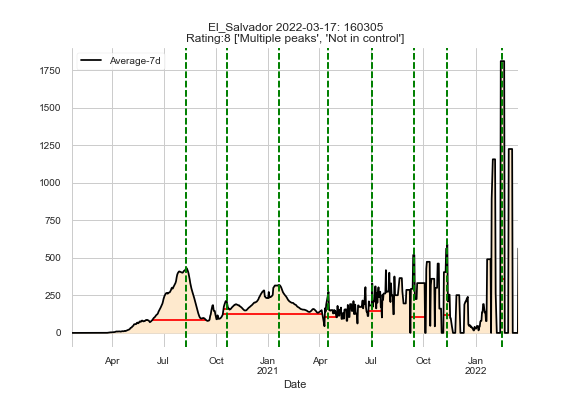 El_Salvador 2022-03-17: 160305
Rating:8 ['Multiple peaks', 'Not in control']
Average-7d
1750
1500
1250
1000
750
500
250
0
Apr Jul Oct Jan Apr Jul Oct Jan
2021 2022
Date